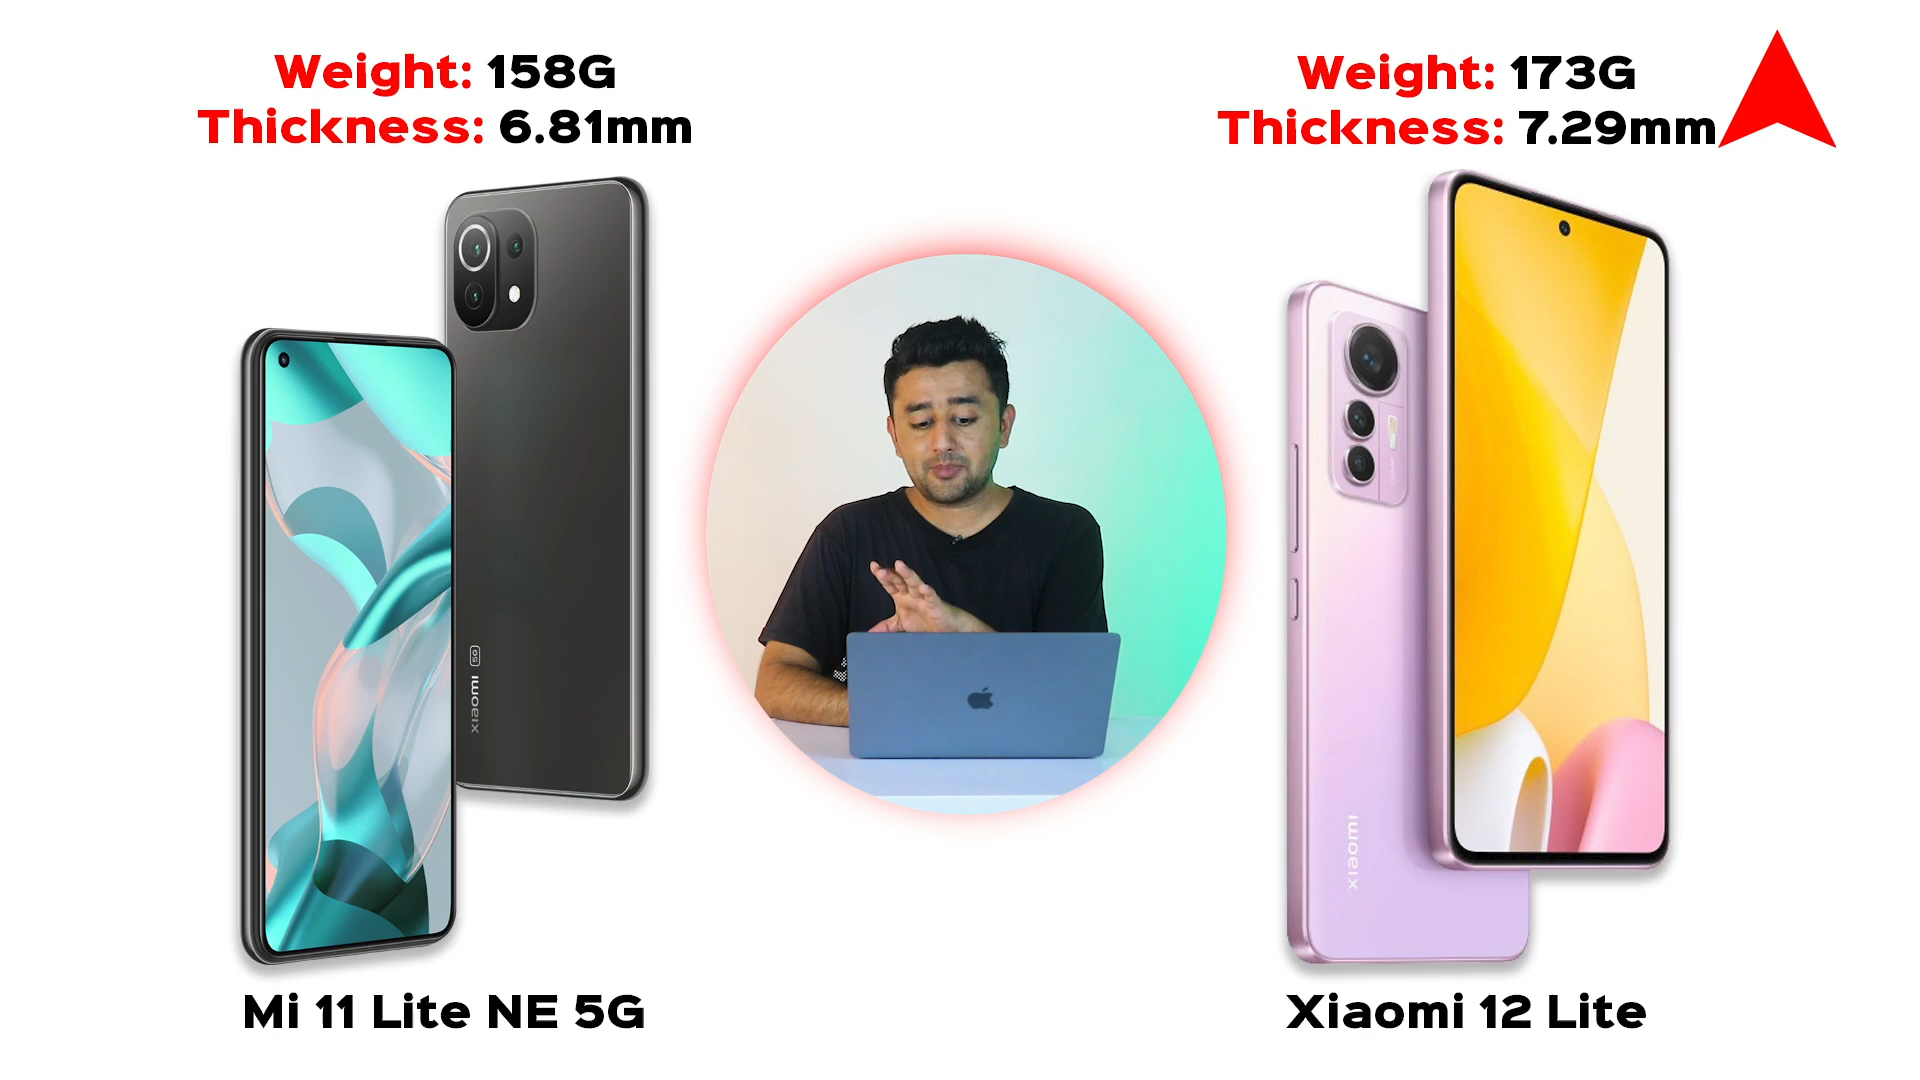 Weight: 158G
Thickness: 6.81mm
Weight: 173G
Thickness: 7.29mm
xiaomi 5G
xiaomi
Mi 11 Lite NE 5G
Xiaomi 12 Lite